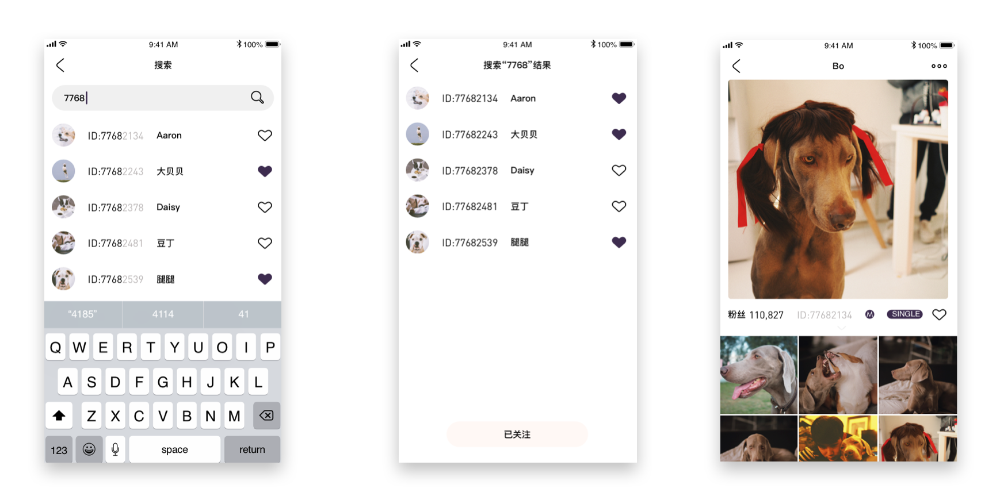 9:41 AM
100%
搜索
7768
ID:77682134 Aaron
ID:77682243 大贝贝
ID:77682378 Daisy
ID:77682481 豆丁
ID:77682539 腿腿
“4185” 4114 41
Q W E R T Y U O I P
A S D F G H J K L
Z X C V B N M
123 space return
9:41 AM
100%
搜索“7768”结果
ID:77682134 Aaron
ID:77682243 大贝贝
ID:77682378 Daisy
ID:77682481 豆丁
ID:77682539 腿腿
已关注
9:41 AM
100%
Bo
粉丝 110,827 ID:77682134 M SINGLE